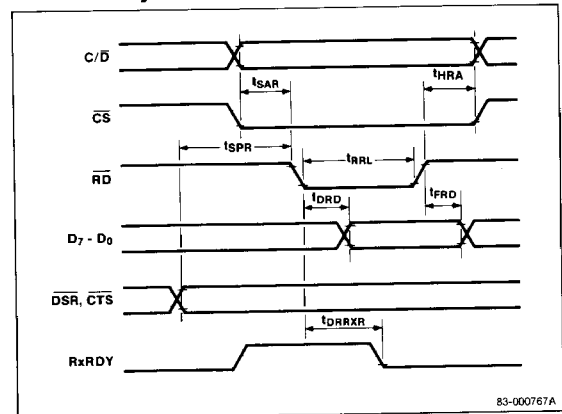 C/D̅
tSAR
tHRA
C̅S̅
tSPR
R̅D̅
tRRL
tDRD
tFRD
D7 - D0
D̅S̅R̅, C̅T̅S̅
tDRRXR
RxRDY
83-000767A